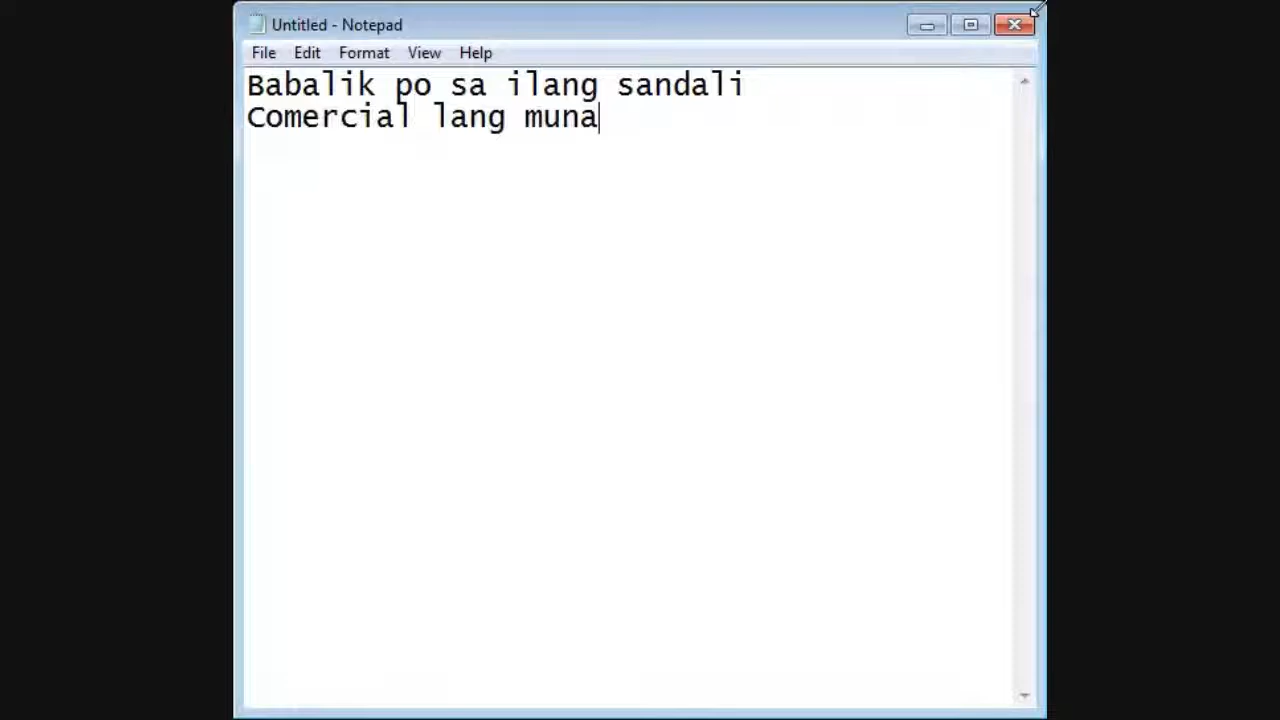 Untitled - Notepad
File Edit Format View Help
Babalik po sa ilang sandali
Comercial lang muna